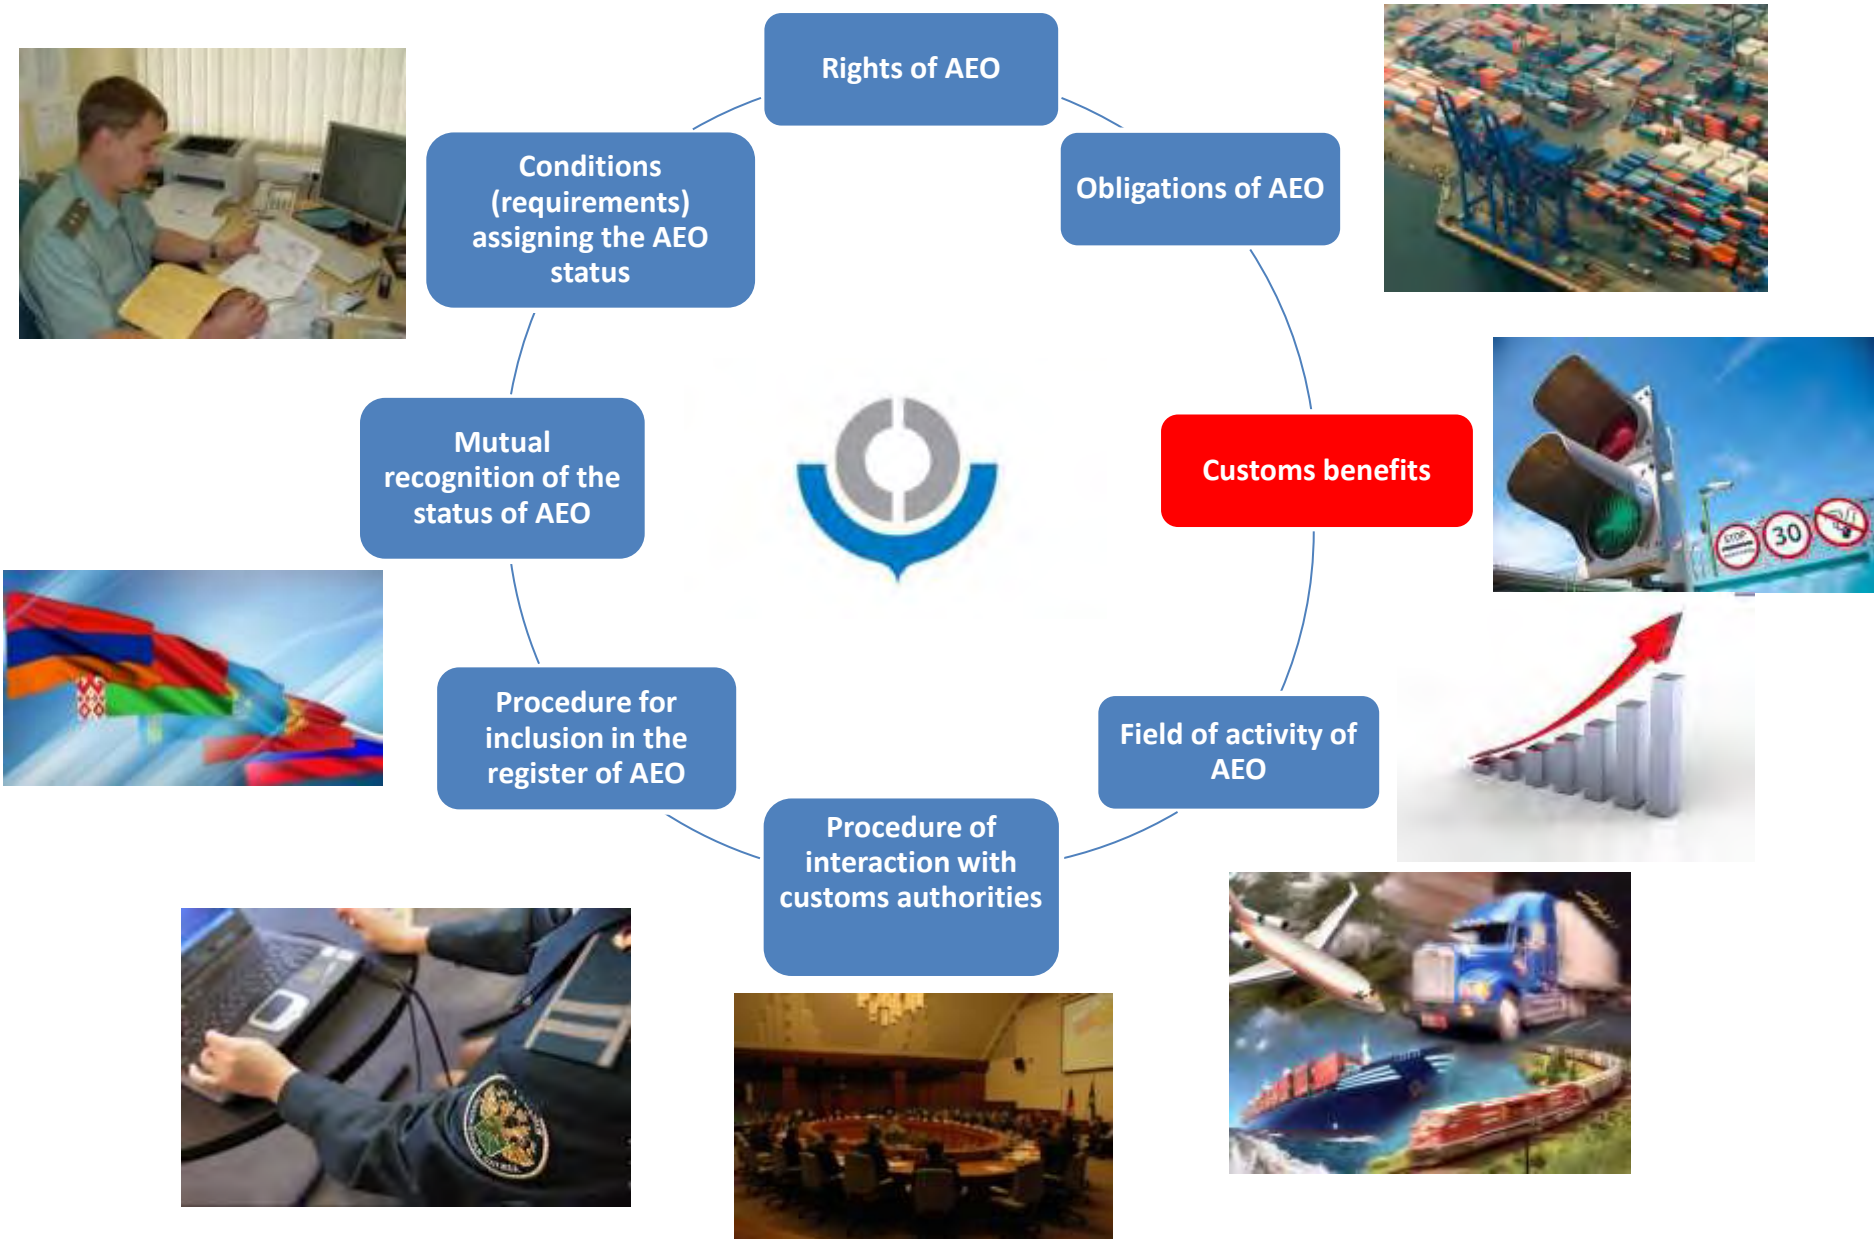 Rights of AEO
Obligations of AEO
Customs benefits
Field of activity of
AEO
Procedure of
interaction with
customs authorities
Procedure for
inclusion in the
register of AEO
Mutual
recognition of the
status of AEO
Conditions
(requirements)
assigning the AEO
status
STOP
30